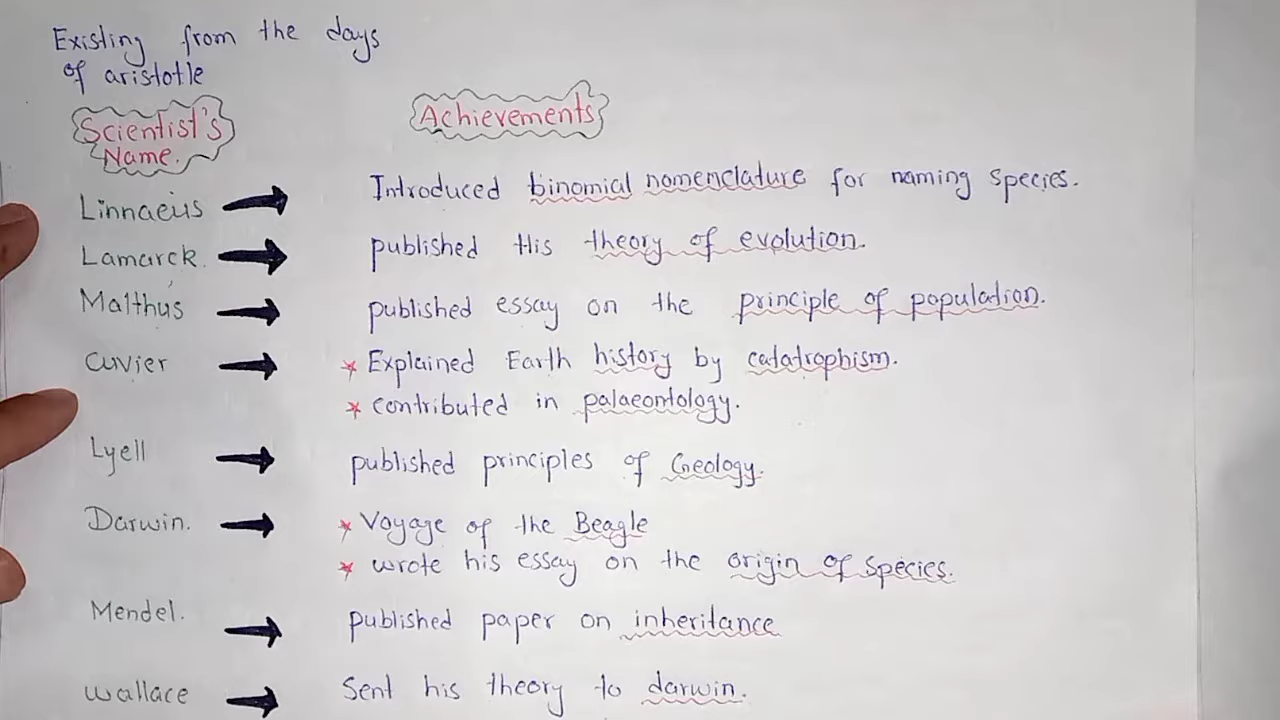 Existing from the days
of aristotle
Scientist's
Name.
Achievements
Linnaeus → Introduced binomial nomenclature for naming species.
Lamarck. → published His theory of evolution.
Malthus → published essay on the principle of population.
Cuvier → * Explained Earth history by catatrophism.
* contributed in palaeontology.
Lyell → published principles of Geology.
Darwin. → * Voyage of the Beagle
* wrote his essay on the origin of Species.
Mendel. → published paper on inheritance
Wallace → Sent his theory to darwin.